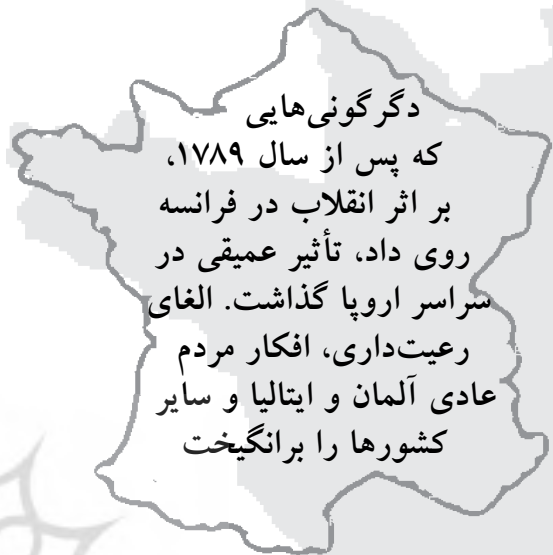 دگرگونی‌هایی
که پس از سال ۱۷۸۹،
بر اثر انقلاب در فرانسه
روی داد، تأثیر عمیقی در
سراسر اروپا گذاشت. الغای
رعیت‌داری، افکار مردم
عادی آلمان و ایتالیا و سایر
کشورها را برانگیخت